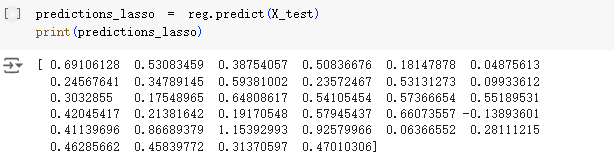 [ ] predictions_lasso = reg.predict(X_test)
print(predictions_lasso)
[ 0.69106128 0.53083459 0.38754057 0.50836676 0.18147878 0.04875613
0.24567641 0.34789145 0.59381002 0.23572467 0.53131273 0.09933612
0.3032855 0.17548965 0.64808617 0.54105454 0.57366654 0.55189531
0.42045417 0.21381642 0.19170548 0.57945437 0.66073557 -0.13893601
0.41139696 0.86689379 1.15392993 0.92579966 0.06366552 0.28111215
0.46285662 0.45839772 0.31370597 0.47010306]